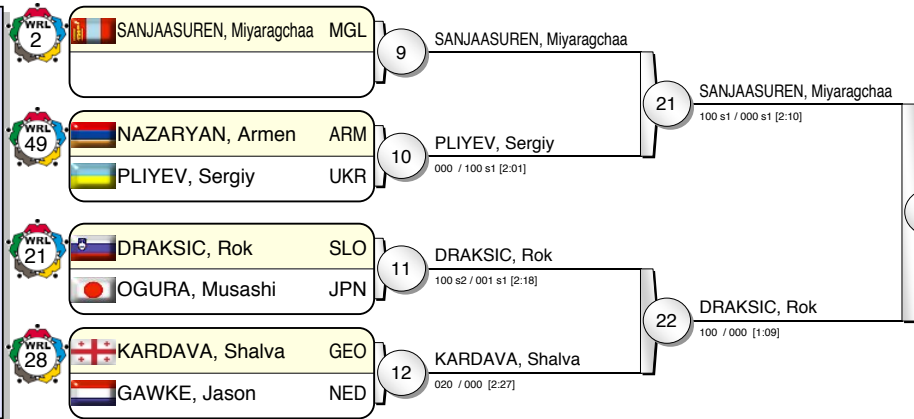 WRL
2
SANJAASUREN, Miyaragchaa MGL
9
SANJAASUREN, Miyaragchaa
WRL
49
NAZARYAN, Armen ARM
PLIYEV, Sergiy UKR
10
PLIYEV, Sergiy
000 / 100 s1 [2:01]
21
SANJAASUREN, Miyaragchaa
100 s1 / 000 s1 [2:10]
WRL
21
DRAKSIC, Rok SLO
OGURA, Musashi JPN
11
DRAKSIC, Rok
100 s2 / 001 s1 [2:18]
WRL
28
KARDAVA, Shalva GEO
GAWKE, Jason NED
12
KARDAVA, Shalva
020 / 000 [2:27]
22
DRAKSIC, Rok
100 / 000 [1:09]